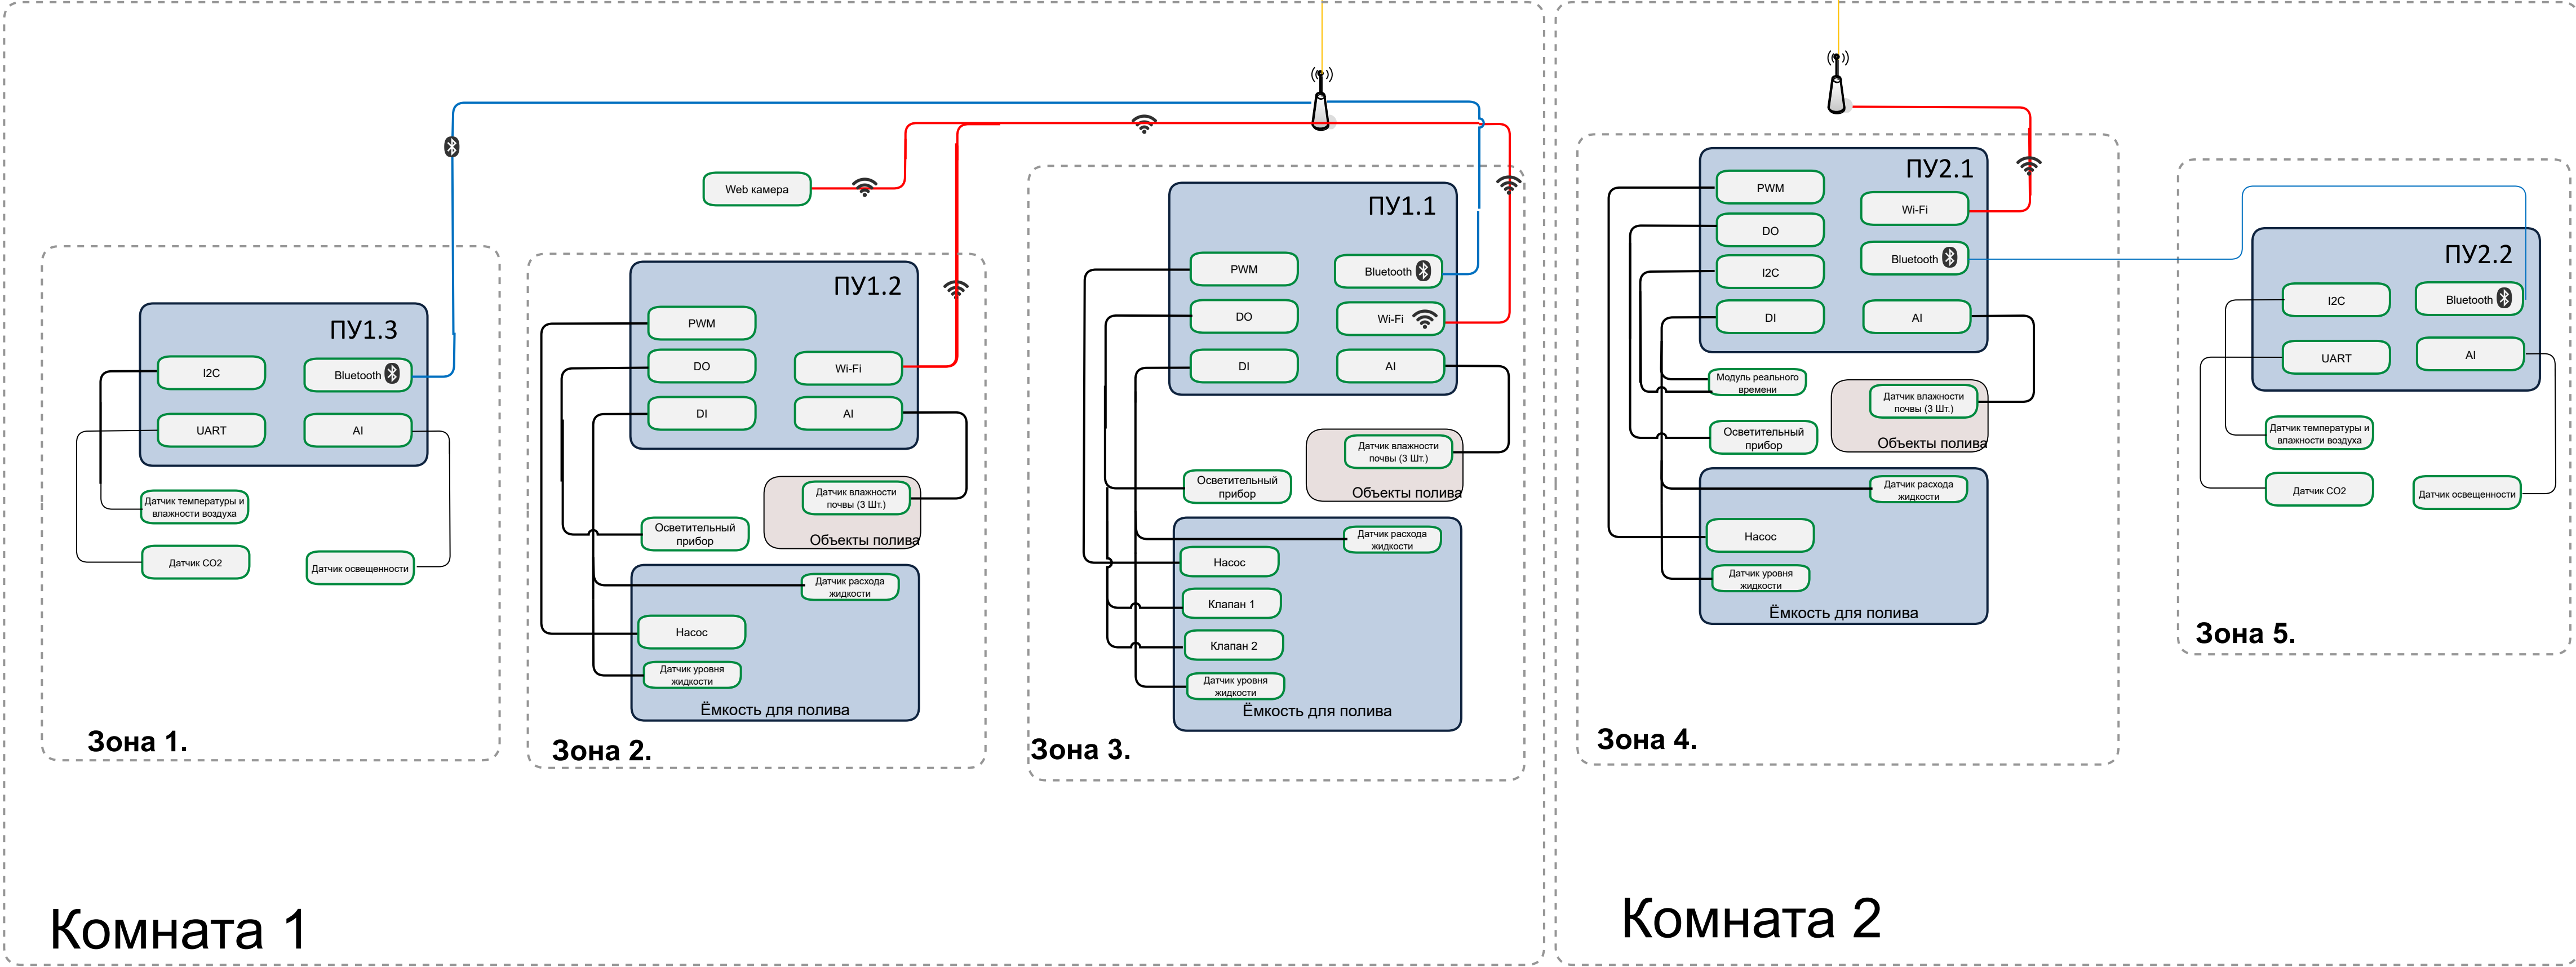 Web камера
ПУ1.3
I2C
Bluetooth
UART
AI
Датчик температуры и
влажности воздуха
Датчик CO2
Датчик освещенности
Зона 1.
ПУ1.2
PWM
DO
Wi-Fi
DI
AI
Датчик влажности
почвы (3 Шт.)
Объекты полива
Осветительный
прибор
Датчик расхода
жидкости
Насос
Датчик уровня
жидкости
Ёмкость для полива
Зона 2.
ПУ1.1
PWM
Bluetooth
DO
Wi-Fi
DI
AI
Датчик влажности
почвы (3 Шт.)
Объекты полива
Осветительный
прибор
Датчик расхода
жидкости
Насос
Клапан 1
Клапан 2
Датчик уровня
жидкости
Ёмкость для полива
Зона 3.
Комната 1
ПУ2.1
PWM
Wi-Fi
DO
Bluetooth
I2C
DI
AI
Модуль реального
времени
Датчик влажности
почвы (3 Шт.)
Объекты полива
Осветительный
прибор
Датчик расхода
жидкости
Насос
Датчик уровня
жидкости
Ёмкость для полива
Зона 4.
ПУ2.2
I2C
Bluetooth
UART
AI
Датчик температуры и
влажности воздуха
Датчик CO2
Датчик освещенности
Зона 5.
Комната 2